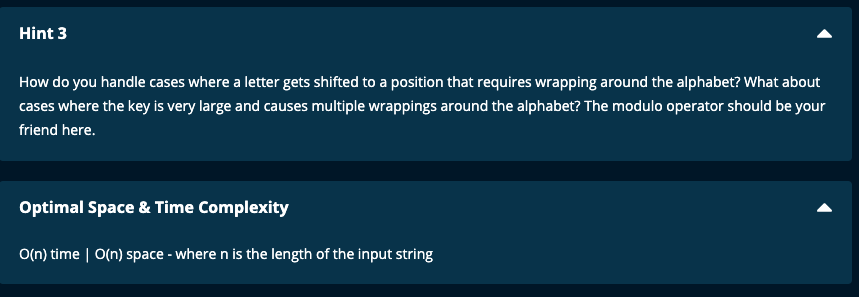 Hint 3
How do you handle cases where a letter gets shifted to a position that requires wrapping around the alphabet? What about
cases where the key is very large and causes multiple wrappings around the alphabet? The modulo operator should be your
friend here.
Optimal Space & Time Complexity
O(n) time | O(n) space - where n is the length of the input string